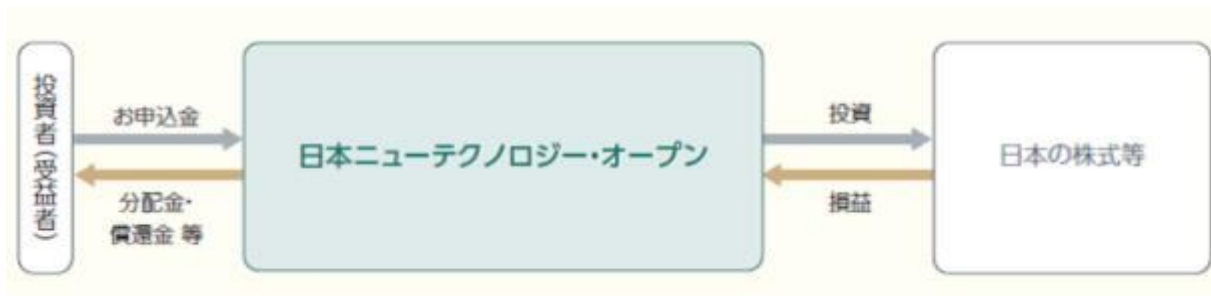 投資者(受益者)
お申込金
分配金・
償還金 等
日本ニューテクノロジー・オープン
投資
損益
日本の株式等